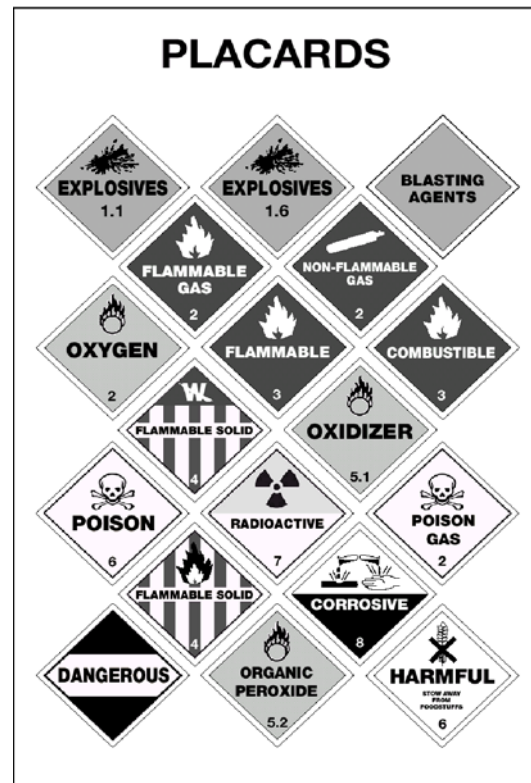 PLACARDS
EXPLOSIVES
1.1
EXPLOSIVES
1.6
BLASTING
AGENTS
FLAMMABLE
GAS
2
NON-FLAMMABLE
GAS
2
OXYGEN
2
FLAMMABLE
3
COMBUSTIBLE
3
W
FLAMMABLE SOLID
4
OXIDIZER
5.1
POISON
6
RADIOACTIVE
7
POISON
GAS
2
FLAMMABLE SOLID
4
CORROSIVE
8
DANGEROUS
ORGANIC
PEROXIDE
5.2
HARMFUL
STOW AWAY
FROM
FOODSTUFFS
6